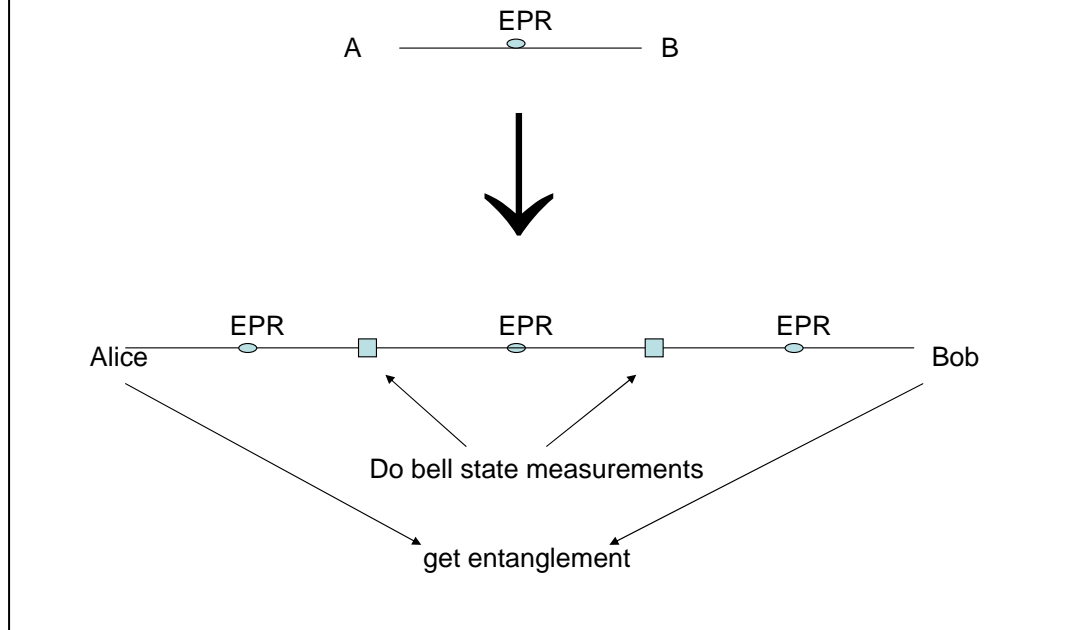 EPR
A B
EPR EPR EPR
Alice Bob
Do bell state measurements
get entanglement